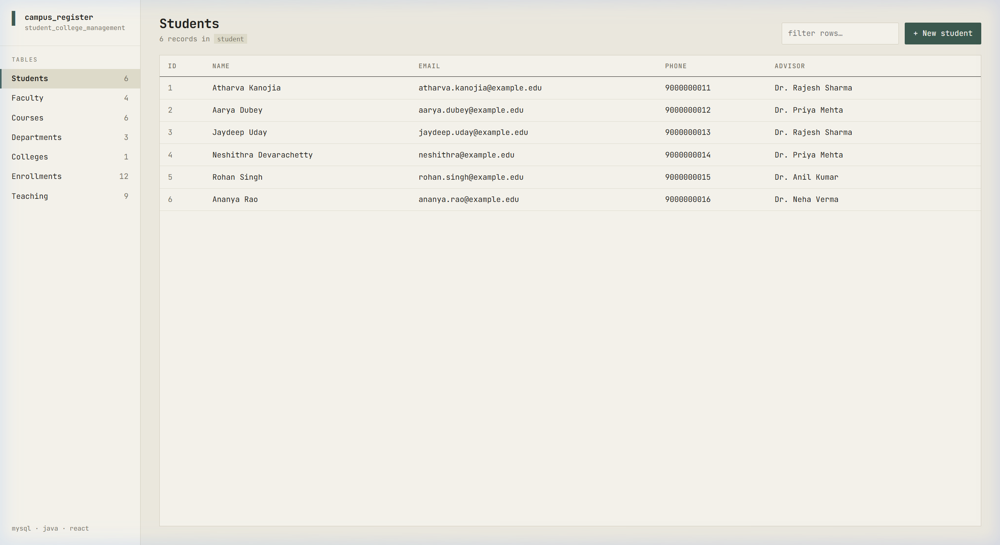 campus_register
student_college_management
TABLES
Students 6
Faculty 4
Courses 6
Departments 3
Colleges 1
Enrollments 12
Teaching 9
mysql · java · react
Students
6 records in student
filter rows…
+ New student
ID NAME EMAIL PHONE ADVISOR
1 Atharva Kanojia atharva.kanojia@example.edu 9000000011 Dr. Rajesh Sharma
2 Aarya Dubey aarya.dubey@example.edu 9000000012 Dr. Priya Mehta
3 Jaydeep Uday jaydeep.uday@example.edu 9000000013 Dr. Rajesh Sharma
4 Neshithra Devarachetty neshithra@example.edu 9000000014 Dr. Priya Mehta
5 Rohan Singh rohan.singh@example.edu 9000000015 Dr. Anil Kumar
6 Ananya Rao ananya.rao@example.edu 9000000016 Dr. Neha Verma